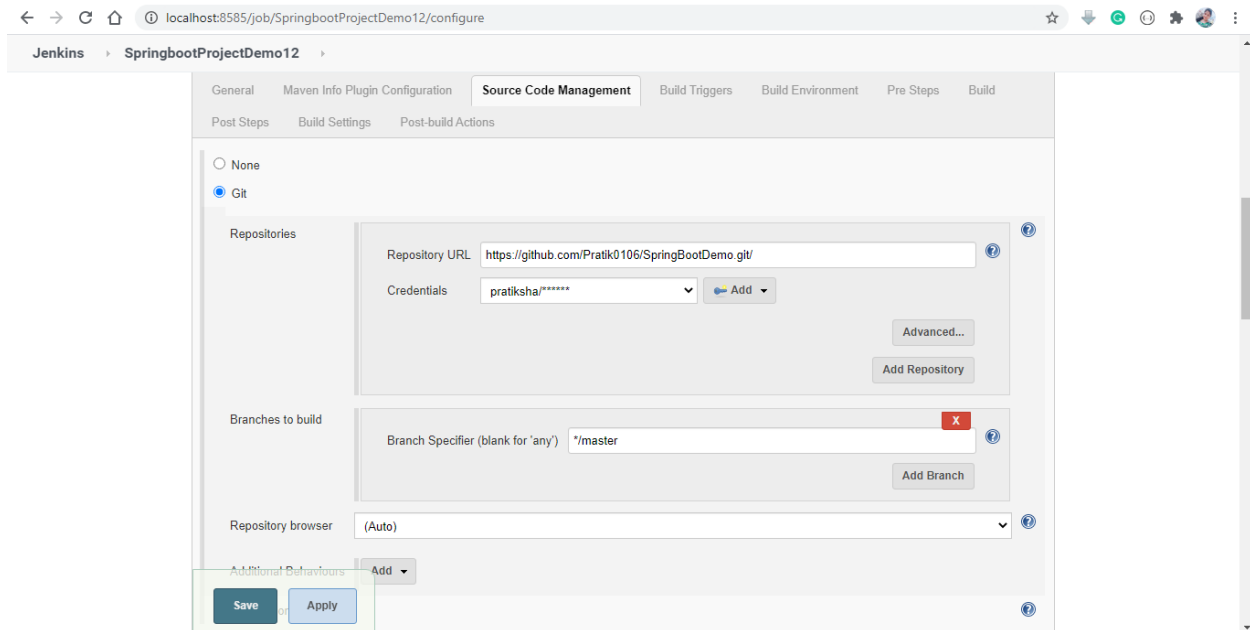 localhost:8585/job/SpringbootProjectDemo12/configure
Jenkins SpringbootProjectDemo12
General Maven Info Plugin Configuration Source Code Management Build Triggers Build Environment Pre Steps Build
Post Steps Build Settings Post-build Actions
None
Git
Repositories
Repository URL https://github.com/Pratik0106/SpringBootDemo.git/
Credentials pratiksha/****** Add
Advanced...
Add Repository
Branches to build
X
Branch Specifier (blank for 'any') */master
Add Branch
Repository browser (Auto)
Additional Behaviours Add
Save Apply